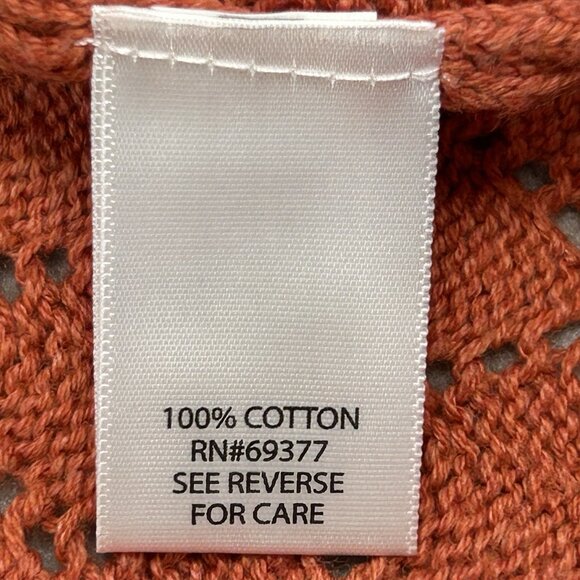 100% COTTON
RN#69377
SEE REVERSE
FOR CARE